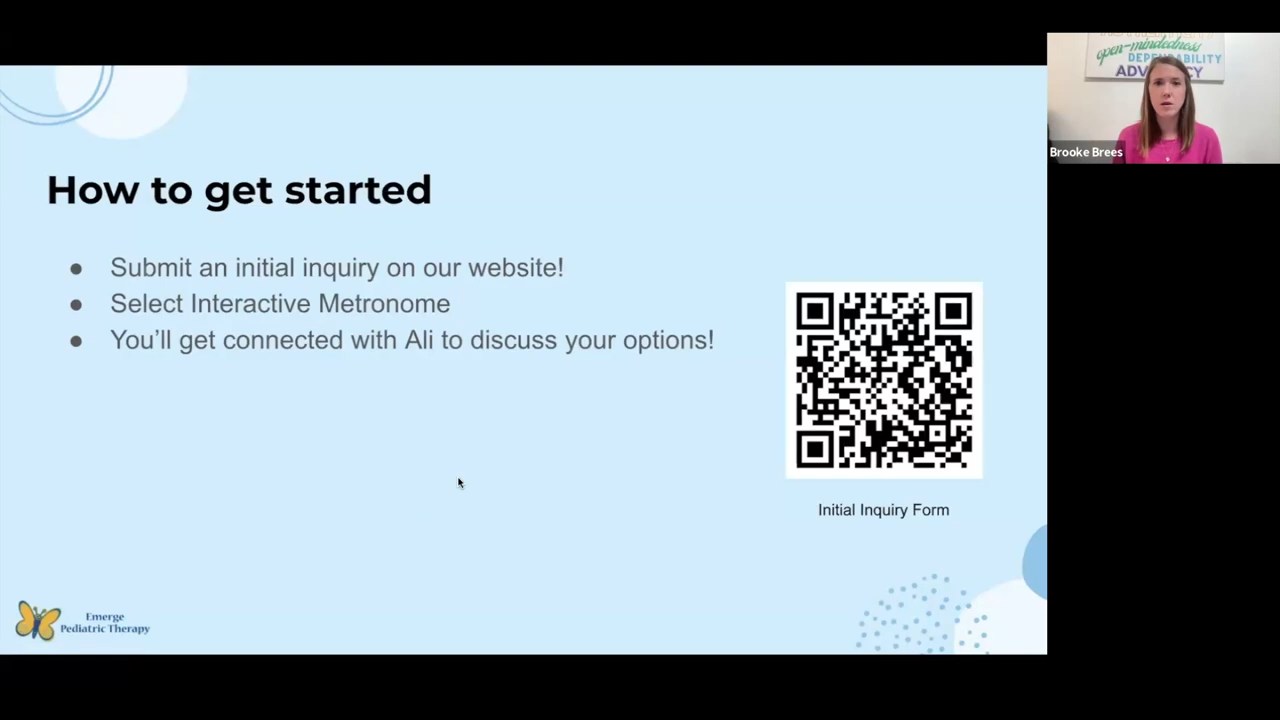 How to get started
● Submit an initial inquiry on our website!
● Select Interactive Metronome
● You'll get connected with Ali to discuss your options!
Initial Inquiry Form
Emerge
Pediatric Therapy
open-mindedness
DEPENDABILITY
Brooke Brees